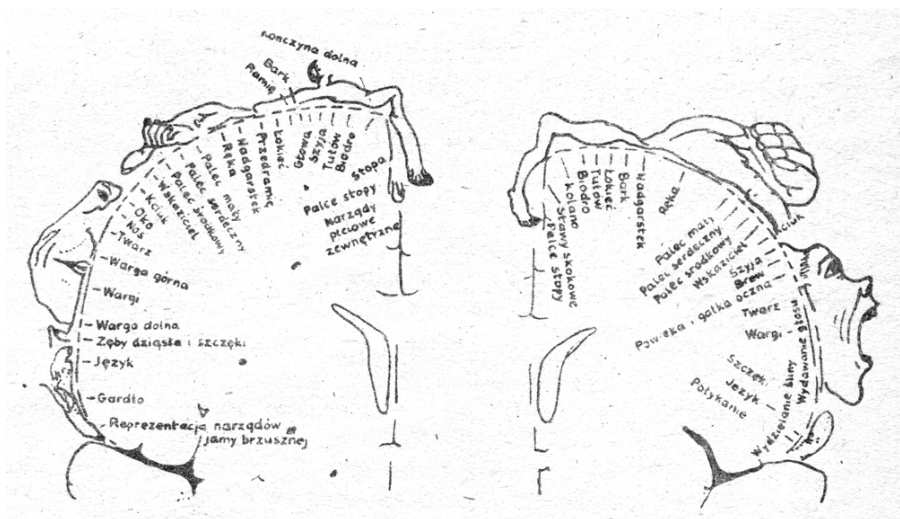 Kończyna dolna
Bark
Ramię
Łokieć
Przedramię
Nadgarstek
Ręka
Palec mały
Palec serdeczny
Palec środkowy
Wskaziciel
Kciuk
Oko
Nos
Twarz
Warga górna
Wargi
Warga dolna
Zęby dziąsła i szczęki
Język
Gardło
Reprezentacja narządów
jamy brzusznej
Głowa
Szyja
Tułów
Biodro
Stopa
Palce stopy
Narządy
płciowe
zewnętrzne
Palce stopy
Stawy skokowe
Kolano
Biodro
Tułów
Łokieć
Bark
Nadgarstek
Ręka
Palec mały
Palec serdeczny
Palec środkowy
Wskaziciel
Kciuk
Szyja
Brew
Powieka i gałka oczna
Twarz
Wargi
Szczęki
Język
Połykanie
Wydzielanie śliny
Wydawanie głosu